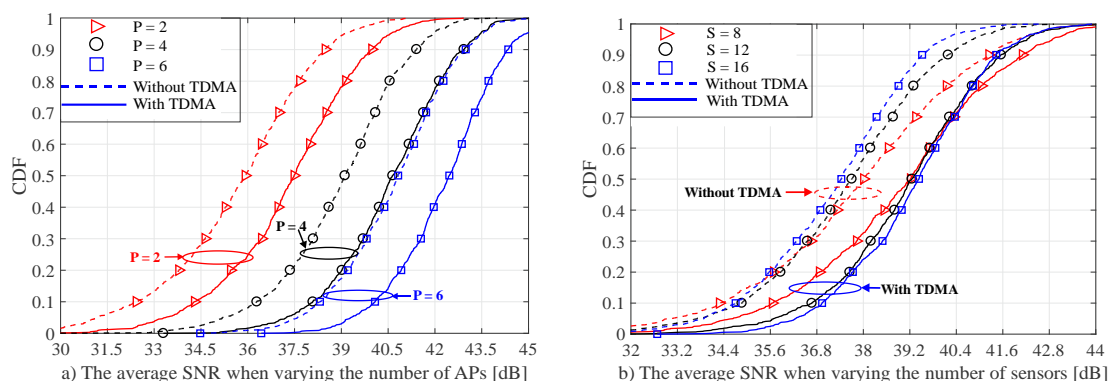 1
0.9
0.8
0.7
0.6
0.5
0.4
0.3
0.2
0.1
0
CDF
P = 2
P = 4
P = 6
Without TDMA
With TDMA
P = 4
P = 2
P = 6
30 31.5 33 34.5 36 37.5 39 40.5 42 43.5 45
a) The average SNR when varying the number of APs [dB]
1
0.9
0.8
0.7
0.6
0.5
0.4
0.3
0.2
0.1
0
CDF
S = 8
S = 12
S = 16
Without TDMA
With TDMA
Without TDMA
With TDMA
32 33.2 34.4 35.6 36.8 38 39.2 40.4 41.6 42.8 44
b) The average SNR when varying the number of sensors [dB]